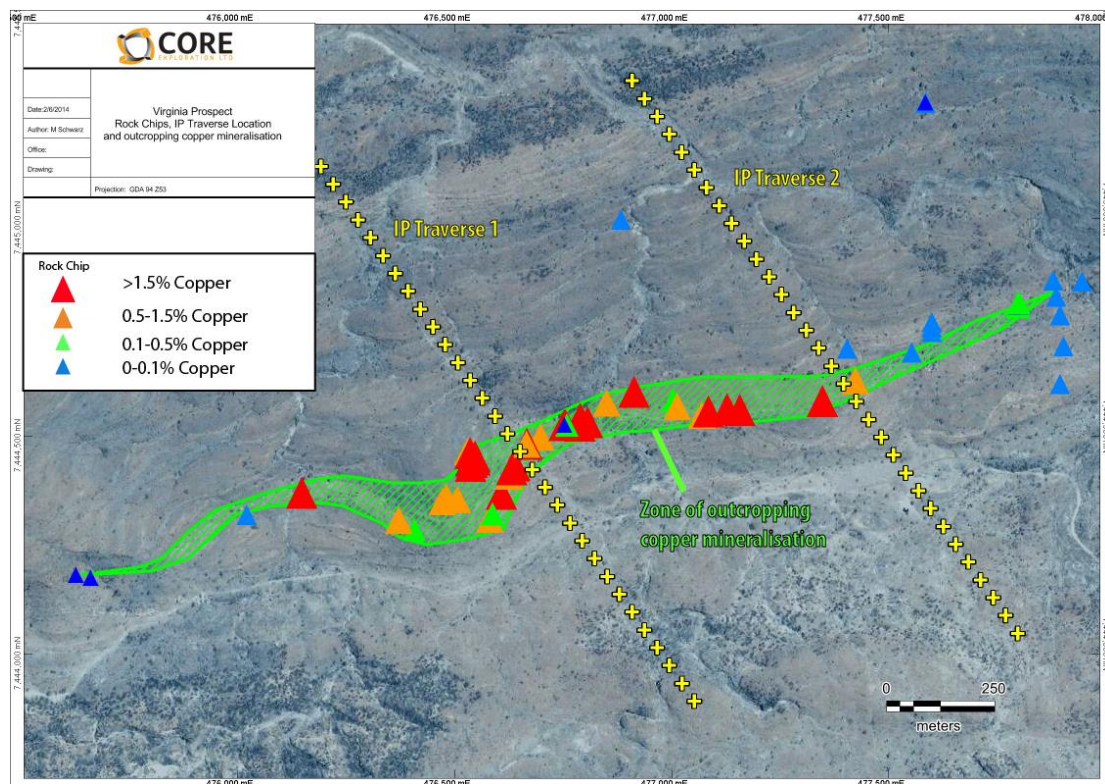 00 mE
476,000 mE
476,500 mE
477,000 mE
477,500 mE
478,00
CORE
EXPLORATION LTD
Date:2/6/2014
Author: M Schwarz
Office:
Drawing:
Virginia Prospect
Rock Chips, IP Traverse Location
and outcropping copper mineralisation
Projection: GDA 94 Z53
Rock Chip
>1.5% Copper
0.5-1.5% Copper
0.1-0.5% Copper
0-0.1% Copper
IP Traverse 1
IP Traverse 2
Zone of outcropping
copper mineralisation
7,445,000 mN
7,444,500 mN
7,444,000 mN
0
250
meters
476,000 mE
476,500 mE
477,000 mE
477,500 mE